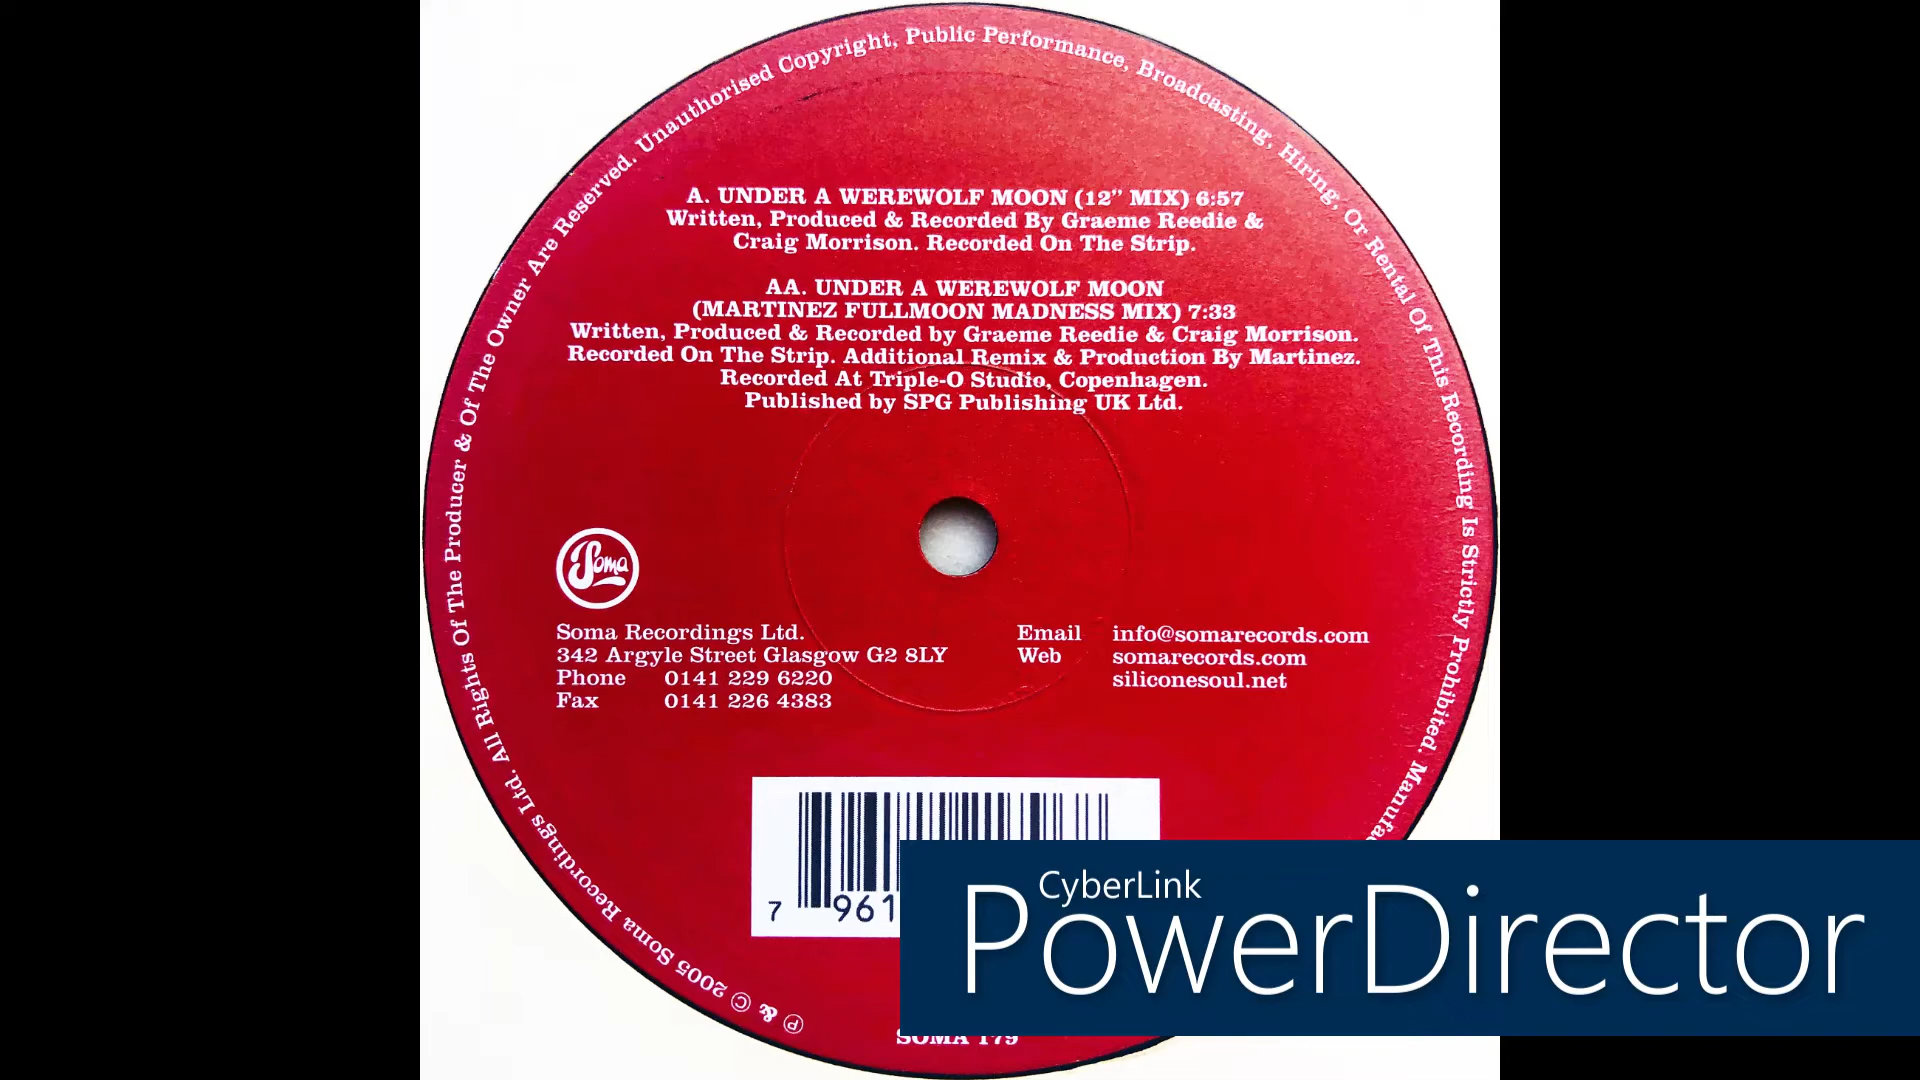 ℗ & © 2005 Soma Recordings Ltd. All Rights Of The Producer & Of The Owner Are Reserved. Unauthorised Copyright, Public Performance, Broadcasting, Hiring, Or Rental Of This Recording Is Strictly Prohibited.
A. UNDER A WEREWOLF MOON (12” MIX) 6:57
Written, Produced & Recorded By Graeme Reedie &
Craig Morrison. Recorded On The Strip.
AA. UNDER A WEREWOLF MOON
(MARTINEZ FULLMOON MADNESS MIX) 7:33
Written, Produced & Recorded by Graeme Reedie & Craig Morrison.
Recorded On The Strip. Additional Remix & Production By Martinez.
Recorded At Triple-O Studio, Copenhagen.
Published by SPG Publishing UK Ltd.
Soma
Soma Recordings Ltd.
342 Argyle Street Glasgow G2 8LY
Phone 0141 229 6220
Fax 0141 226 4383
Email info@somarecords.com
Web somarecords.com
siliconesoul.net
7 961
CyberLink
PowerDirector
SOMA 179